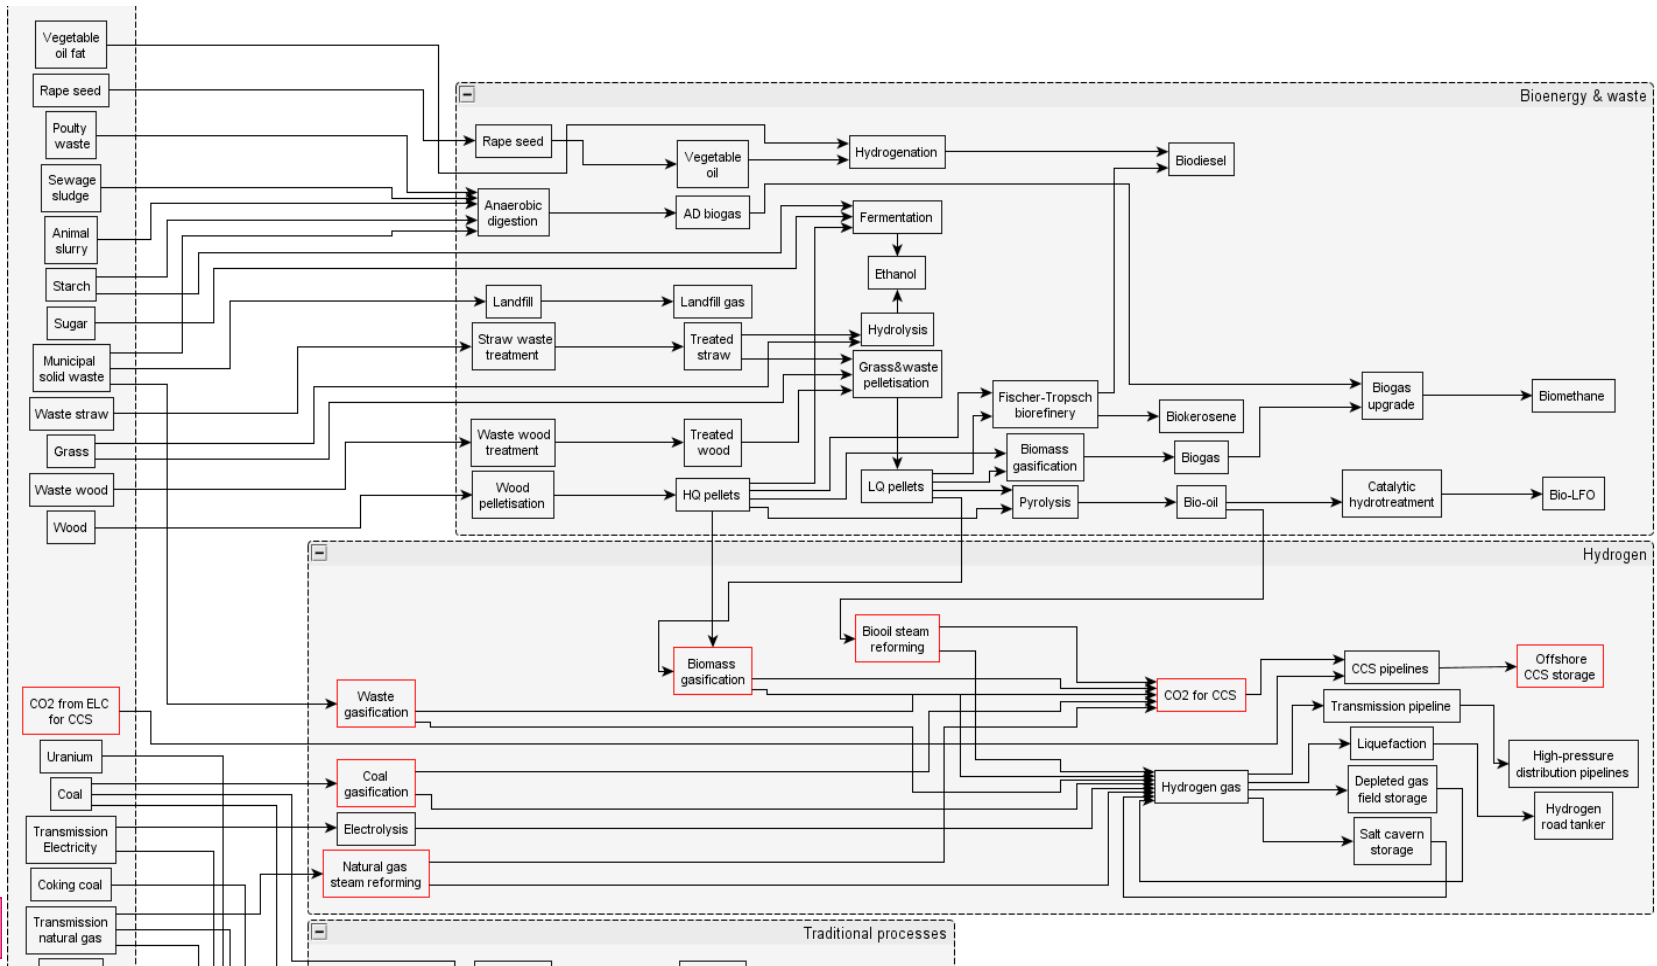 Vegetable
oil fat
Rape seed
Poulty
waste
Sewage
sludge
Animal
slurry
Starch
Sugar
Municipal
solid waste
Waste straw
Grass
Waste wood
Wood
CO2 from ELC
for CCS
Uranium
Coal
Transmission
Electricity
Coking coal
Transmission
natural gas
Bioenergy & waste
Rape seed
Vegetable
oil
Hydrogenation
Biodiesel
Anaerobic
digestion
AD biogas
Fermentation
Ethanol
Landfill
Landfill gas
Hydrolysis
Straw waste
treatment
Treated
straw
Grass&waste
pelletisation
Fischer-Tropsch
biorefinery
Biokerosene
Biogas
upgrade
Biomethane
Waste wood
treatment
Treated
wood
Biomass
gasification
Biogas
Wood
pelletisation
HQ pellets
LQ pellets
Pyrolysis
Bio-oil
Catalytic
hydrotreatment
Bio-LFO
Hydrogen
Biooil steam
reforming
Biomass
gasification
Waste
gasification
CO2 for CCS
CCS pipelines
Offshore
CCS storage
Transmission pipeline
Liquefaction
High-pressure
distribution pipelines
Coal
gasification
Hydrogen gas
Depleted gas
field storage
Hydrogen
road tanker
Electrolysis
Salt cavern
storage
Natural gas
steam reforming
Traditional processes